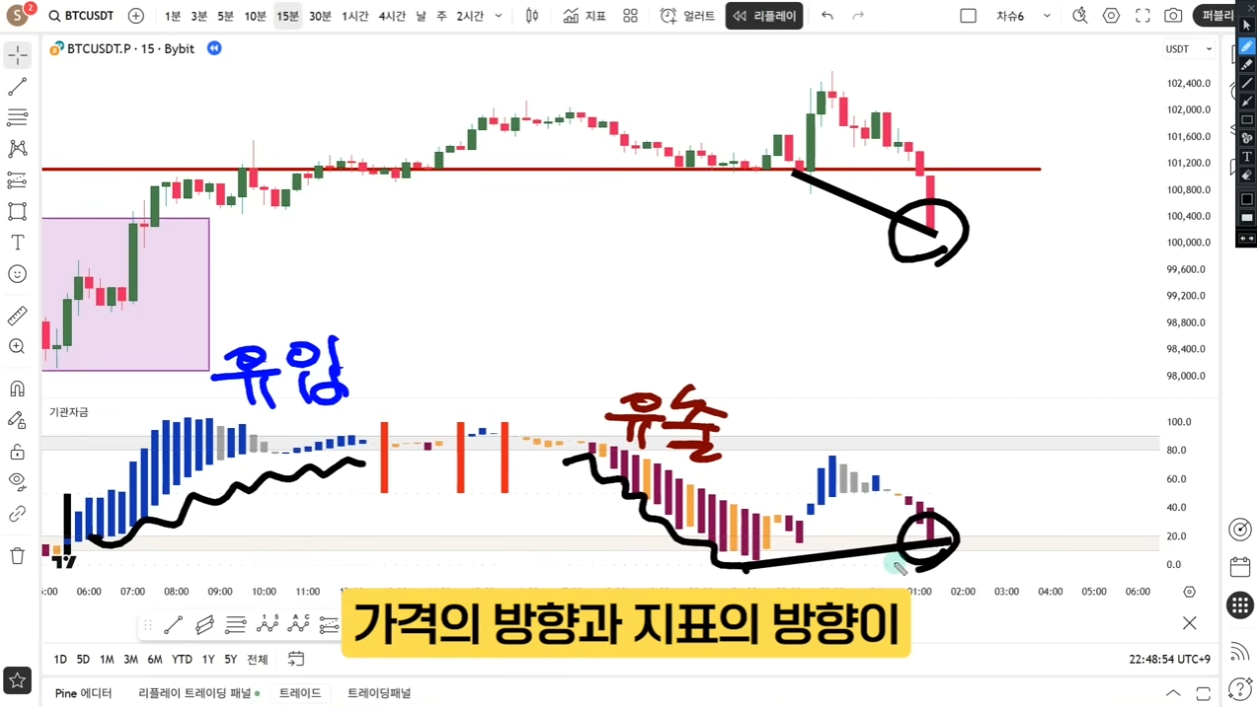 S 2 BTCUSDT 1분 3분 5분 10분 15분 30분 1시간 4시간 날 주 2시간 지표 얼러트 리플레이 차슈6 퍼블리
BTCUSDT.P · 15 · Bybit
USDT
102,400.0
102,000.0
101,600.0
101,200.0
100,800.0
100,400.0
100,000.0
99,600.0
99,200.0
98,800.0
98,400.0
98,000.0
유입
기관자금
유출
100.0
80.0
60.0
40.0
20.0
0.0
06:00 07:00 08:00 09:00 10:00 11:00 01:00 02:00 03:00 04:00 05:00 06:00
가격의 방향과 지표의 방향이
1D 5D 1M 3M 6M YTD 1Y 5Y 전체 22:48:54 UTC+9
Pine 에디터 리플레이 트레이딩 패널 트레이드 트레이딩패널